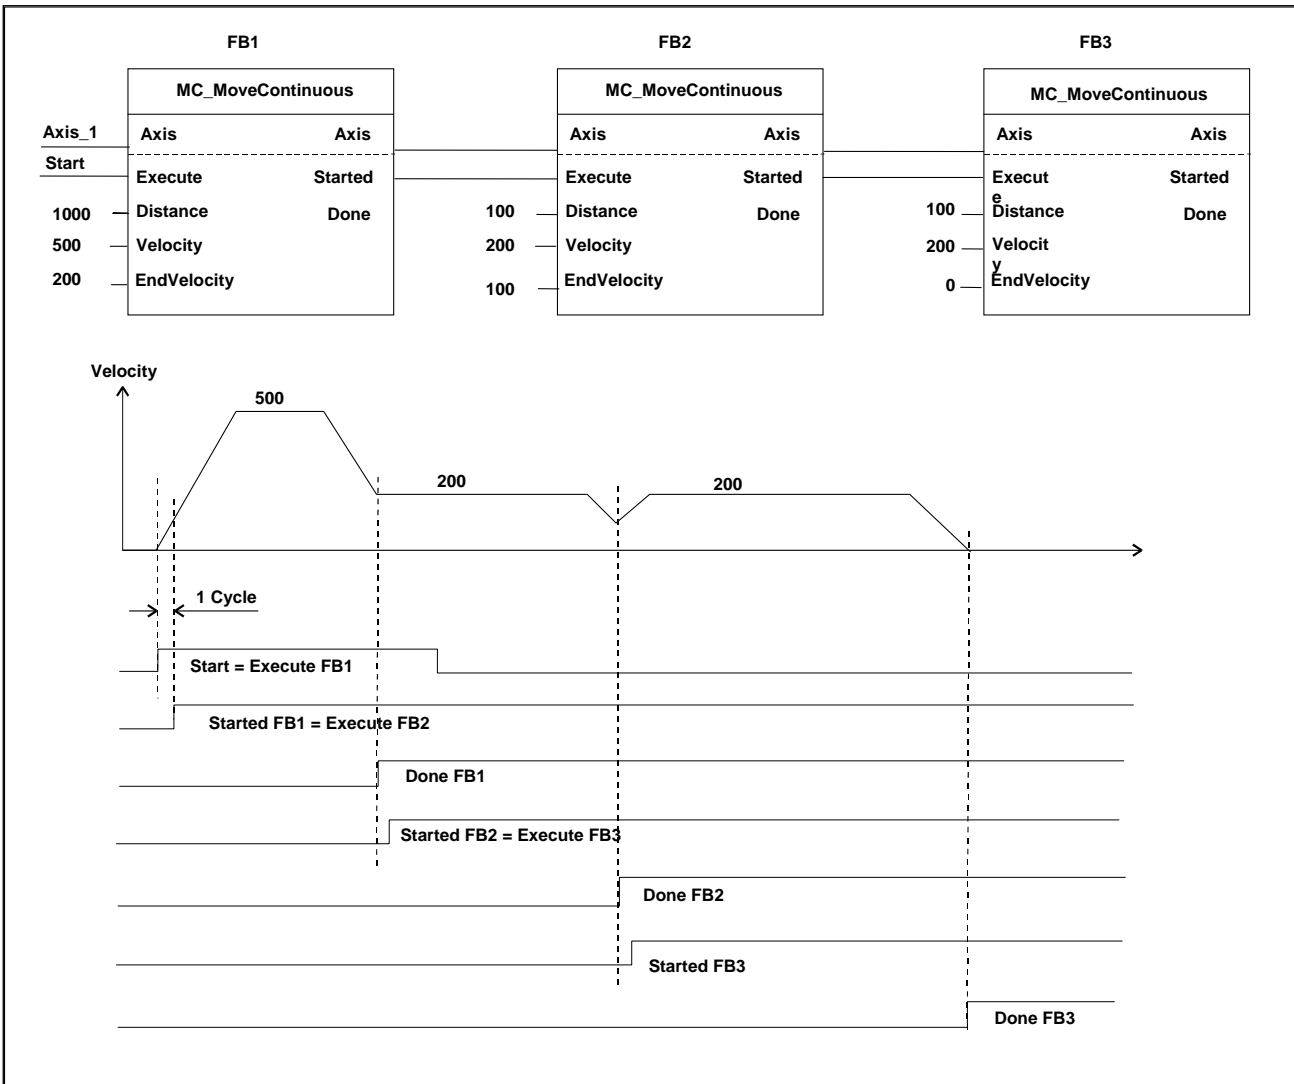 FB1 FB2 FB3
MC_MoveContinuous MC_MoveContinuous MC_MoveContinuous
Axis_1 Axis Axis Axis Axis Axis Axis
Start Execute Started Execute Started Execut
e Started
1000 Distance Done 100 Distance Done 100 Distance Done
500 Velocity 200 Velocity 200 Velocit
y
200 EndVelocity 100 EndVelocity 0 EndVelocity
Velocity
500
200 200
1 Cycle
Start = Execute FB1
Started FB1 = Execute FB2
Done FB1
Started FB2 = Execute FB3
Done FB2
Started FB3
Done FB3